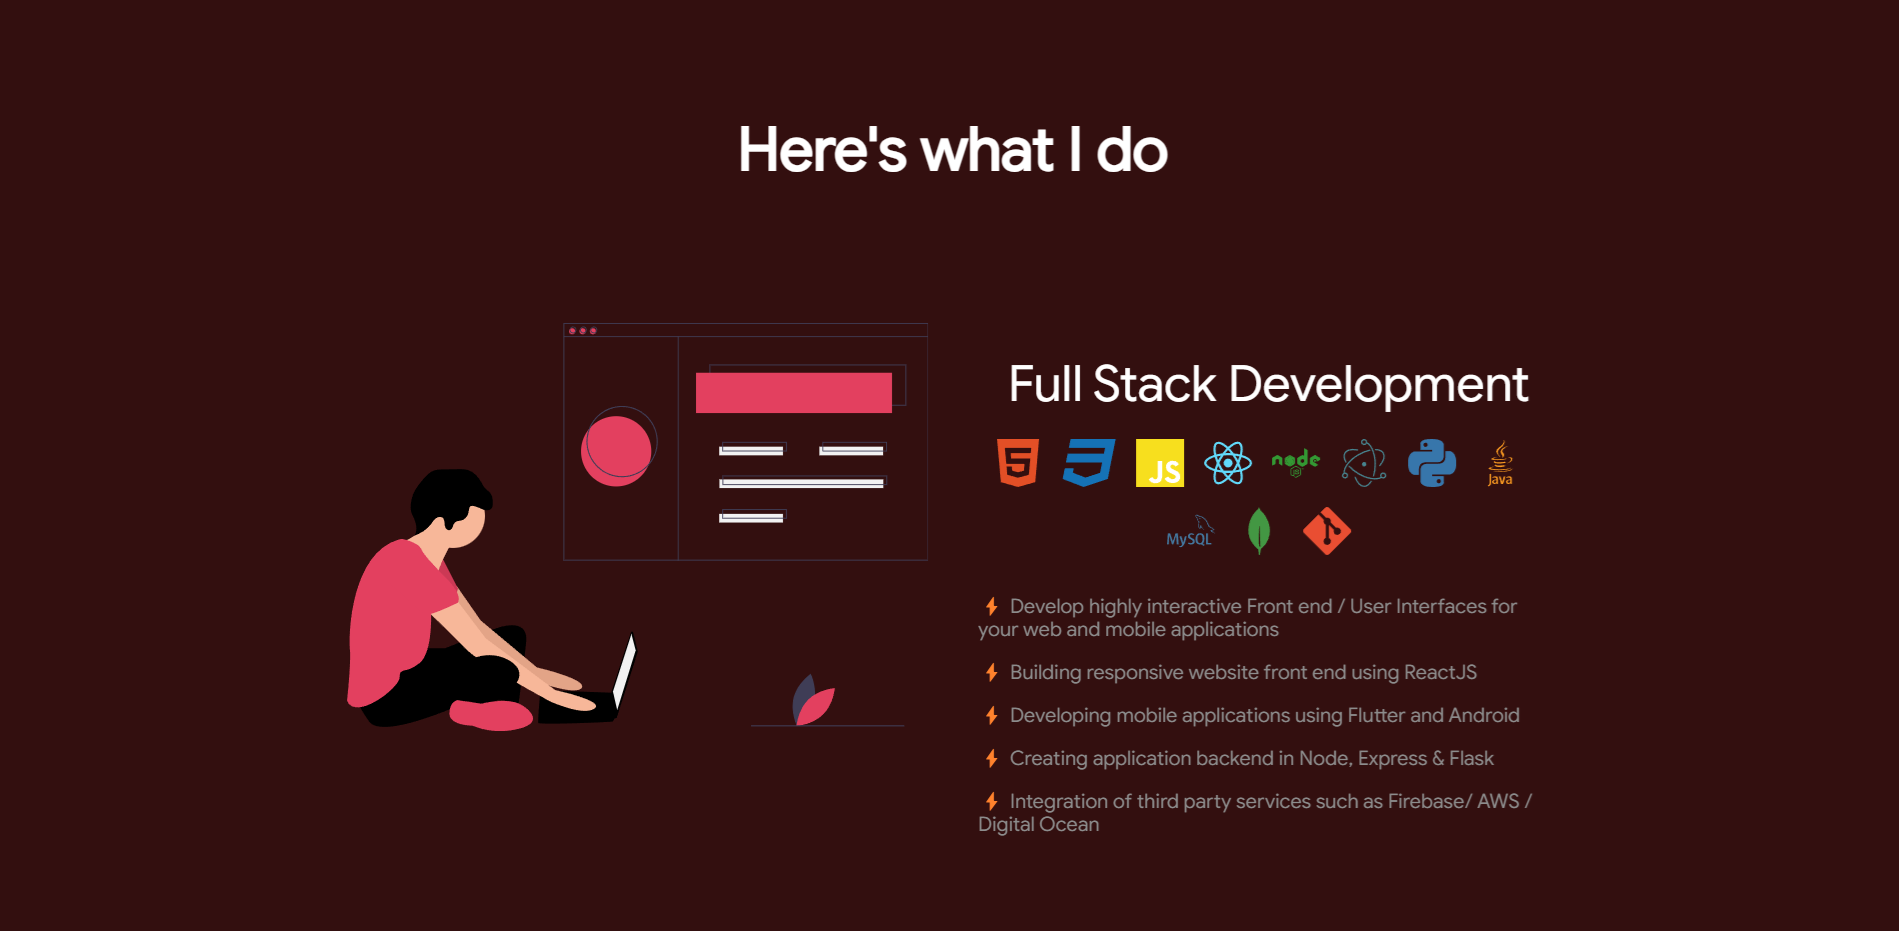 Here's what I do
Full Stack Development
JS
node
JS
Java
MySQL
Develop highly interactive Front end / User Interfaces for
your web and mobile applications
Building responsive website front end using ReactJS
Developing mobile applications using Flutter and Android
Creating application backend in Node, Express & Flask
Integration of third party services such as Firebase/ AWS /
Digital Ocean